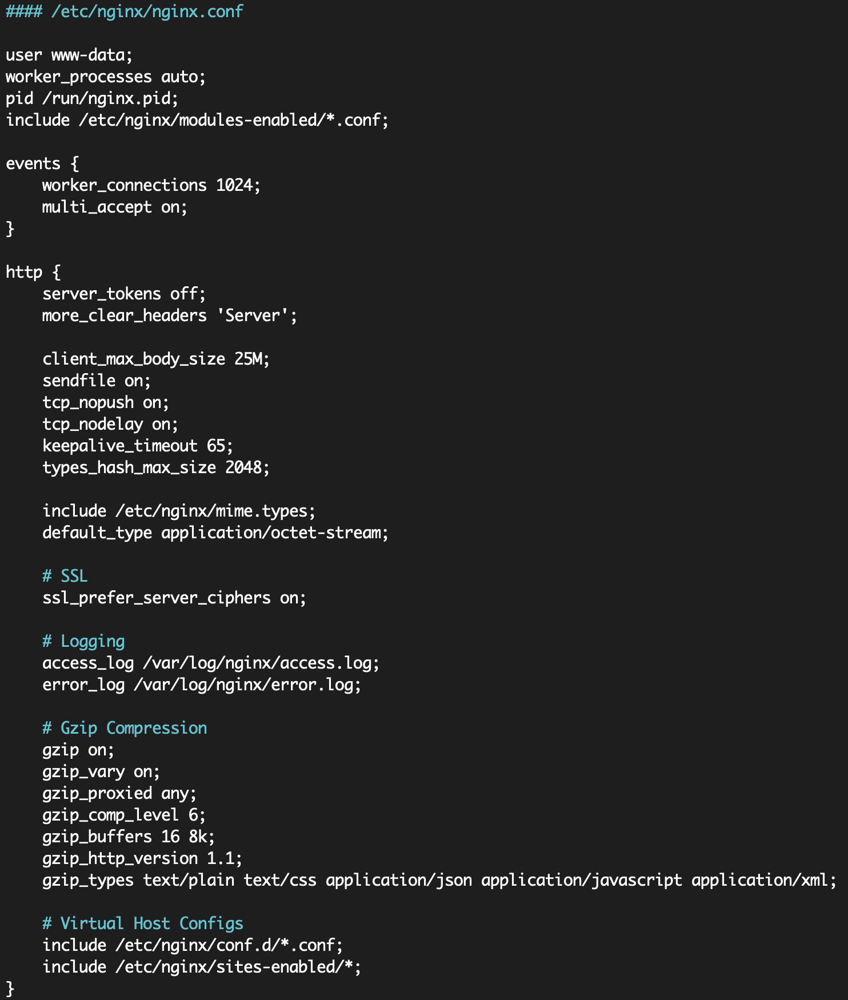 #### /etc/nginx/nginx.conf

user www-data;
worker_processes auto;
pid /run/nginx.pid;
include /etc/nginx/modules-enabled/*.conf;

events {
    worker_connections 1024;
    multi_accept on;
}

http {
    server_tokens off;
    more_clear_headers 'Server';

    client_max_body_size 25M;
    sendfile on;
    tcp_nopush on;
    tcp_nodelay on;
    keepalive_timeout 65;
    types_hash_max_size 2048;

    include /etc/nginx/mime.types;
    default_type application/octet-stream;

    # SSL
    ssl_prefer_server_ciphers on;

    # Logging
    access_log /var/log/nginx/access.log;
    error_log /var/log/nginx/error.log;

    # Gzip Compression
    gzip on;
    gzip_vary on;
    gzip_proxied any;
    gzip_comp_level 6;
    gzip_buffers 16 8k;
    gzip_http_version 1.1;
    gzip_types text/plain text/css application/json application/javascript application/xml;

    # Virtual Host Configs
    include /etc/nginx/conf.d/*.conf;
    include /etc/nginx/sites-enabled/*;
}